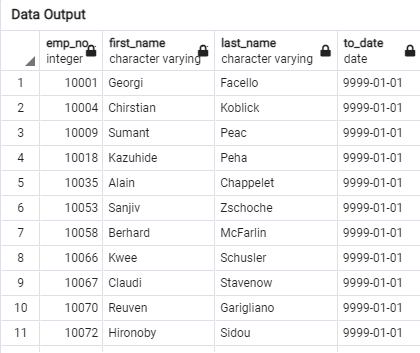 Data Output
emp_no first_name last_name to_date
integer character varying character varying date
1 10001 Georgi Facello 9999-01-01
2 10004 Chirstian Koblick 9999-01-01
3 10009 Sumant Peac 9999-01-01
4 10018 Kazuhide Peha 9999-01-01
5 10035 Alain Chappelet 9999-01-01
6 10053 Sanjiv Zschoche 9999-01-01
7 10058 Berhard McFarlin 9999-01-01
8 10066 Kwee Schusler 9999-01-01
9 10067 Claudi Stavenow 9999-01-01
10 10070 Reuven Garigliano 9999-01-01
11 10072 Hironoby Sidou 9999-01-01